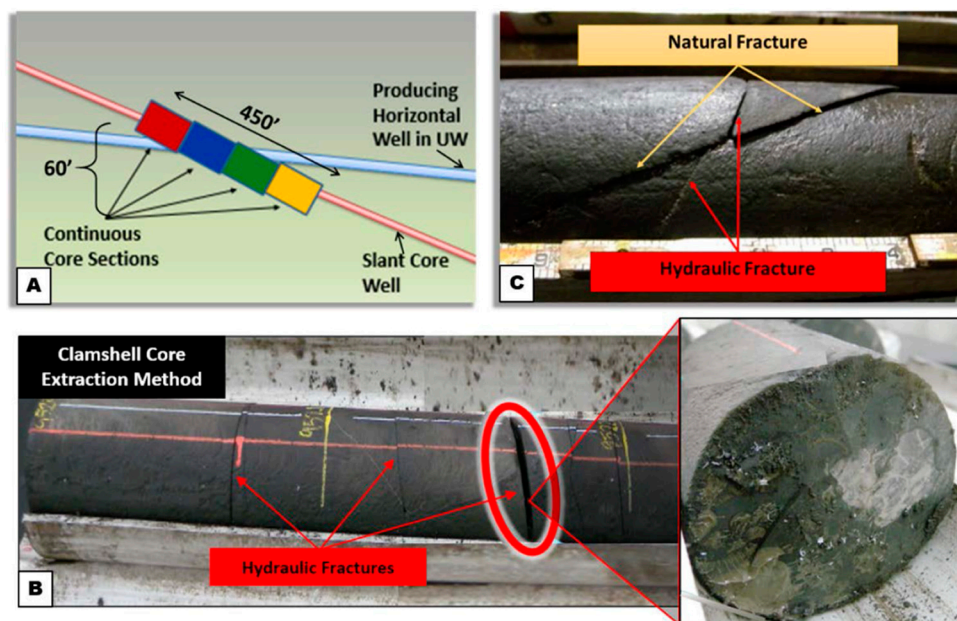 450'
Producing
Horizontal
Well in UW
60'
Continuous
Core Sections
Slant Core
Well
A
Natural Fracture
Hydraulic Fracture
C
Clamshell Core
Extraction Method
Hydraulic Fractures
B